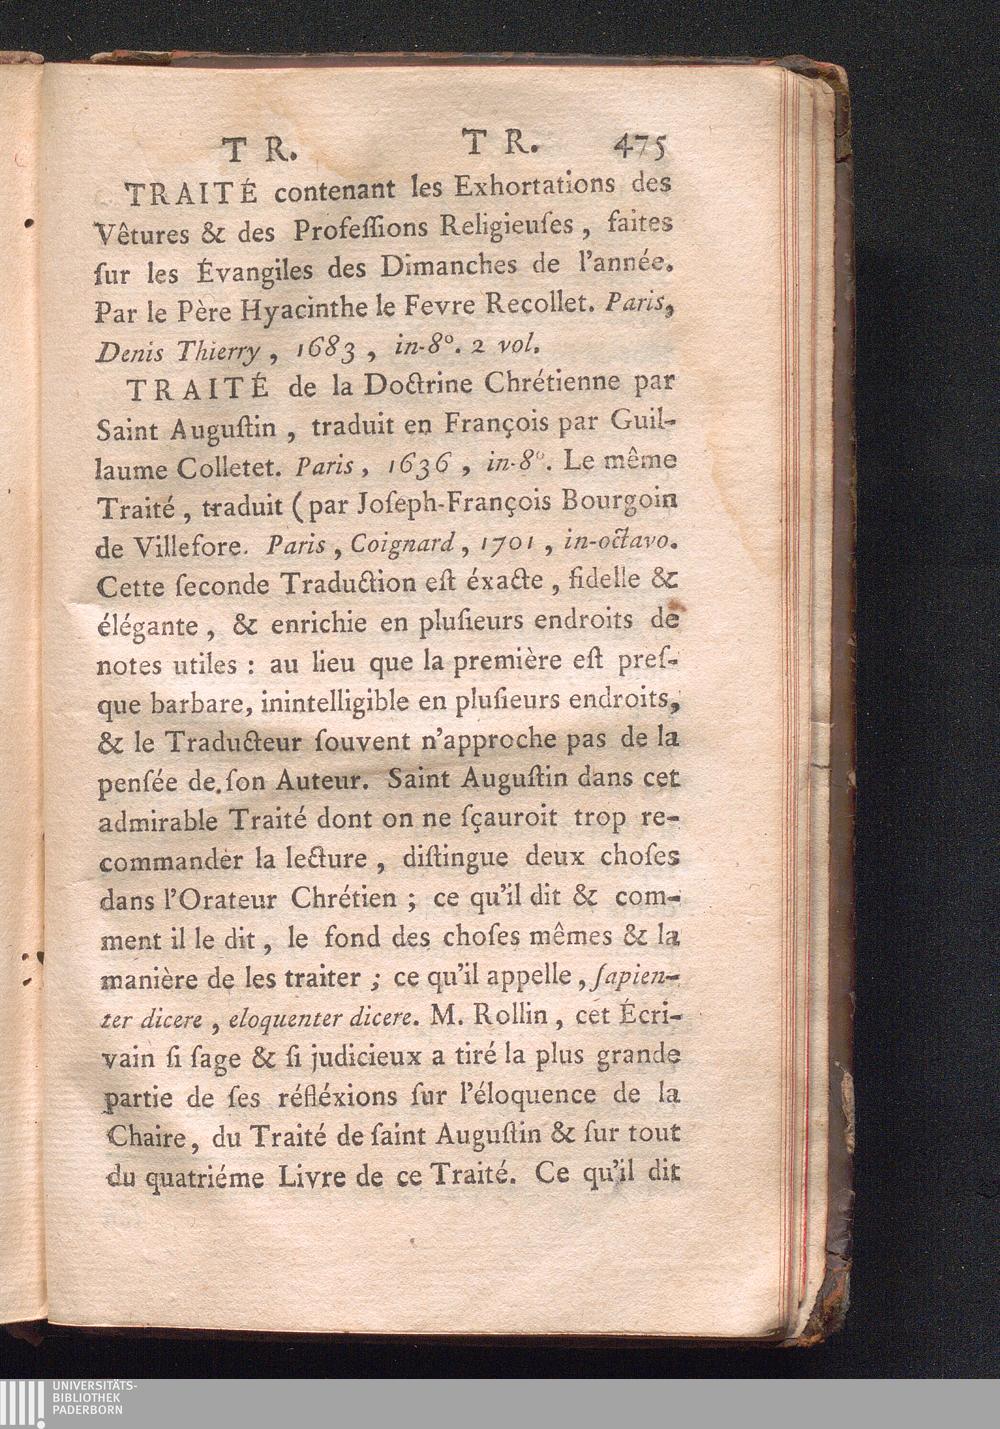 T R. T R. 475
TRAITÉ contenant les Exhortations des
Vêtures & des Profeſſions Religieuſes, faites
ſur les Évangiles des Dimanches de l'année.
Par le Père Hyacinthe le Fevre Recollet. Paris,
Denis Thierry, 1683, in-8°. 2 vol.
TRAITÉ de la Doctrine Chrétienne par
Saint Auguſtin, traduit en François par Guil-
laume Colletet. Paris, 1636, in-8°. Le même
Traité, traduit (par Joſeph-François Bourgoin
de Villefore. Paris, Coignard, 1701, in-octavo.
Cette ſeconde Traduction eſt éxacte, fidelle &
élégante, & enrichie en pluſieurs endroits de
notes utiles : au lieu que la première eſt preſ-
que barbare, inintelligible en pluſieurs endroits,
& le Traducteur ſouvent n'approche pas de la
penſée de ſon Auteur. Saint Auguſtin dans cet
admirable Traité dont on ne ſçauroit trop re-
commander la lecture, diſtingue deux choſes
dans l'Orateur Chrétien ; ce qu'il dit & com-
ment il le dit, le fond des choſes mêmes & la
manière de les traiter ; ce qu'il appelle, ſapien-
ter dicere, eloquenter dicere. M. Rollin, cet Écri-
vain ſi ſage & ſi judicieux a tiré la plus grande
partie de ſes réfléxions ſur l'éloquence de la
Chaire, du Traité de ſaint Auguſtin & ſur tout
du quatriéme Livre de ce Traité. Ce qu'il dit
UNIVERSITÄTS-
BIBLIOTHEK
PADERBORN